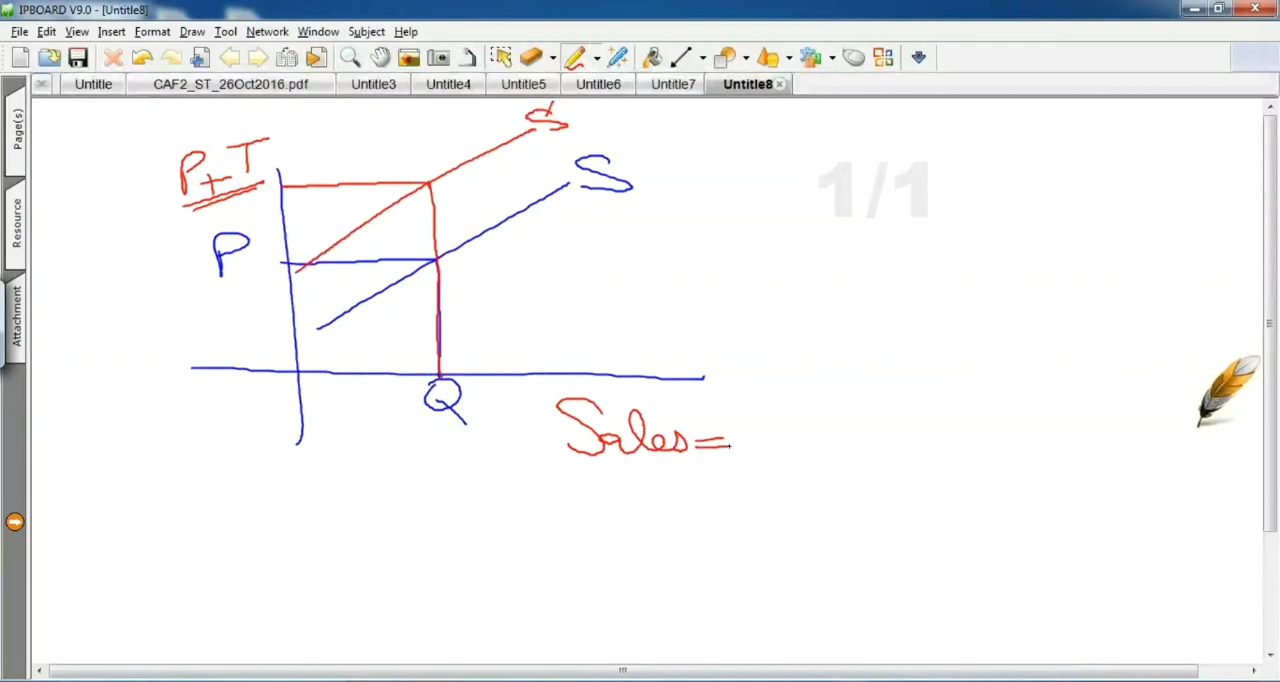 IPBOARD V9.0 - [Untitle8]
File Edit View Insert Format Draw Tool Network Window Subject Help
Untitle CAF2_ST_26Oct2016.pdf Untitle3 Untitle4 Untitle5 Untitle6 Untitle7 Untitle8
Page(s)
Resource
Attachment
1/1
S
P+T
S
P
Q
Sales=